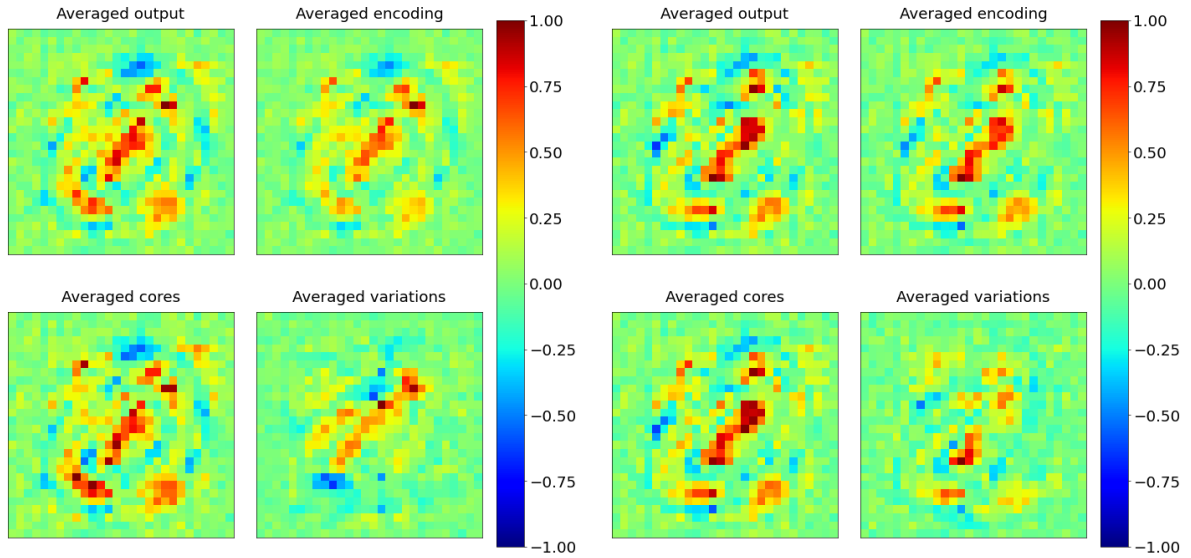 Averaged output
Averaged encoding
Averaged output
Averaged encoding
1.00
0.75
0.50
0.25
0.00
−0.25
−0.50
−0.75
−1.00
1.00
0.75
0.50
0.25
0.00
−0.25
−0.50
−0.75
−1.00
Averaged cores
Averaged variations
Averaged cores
Averaged variations